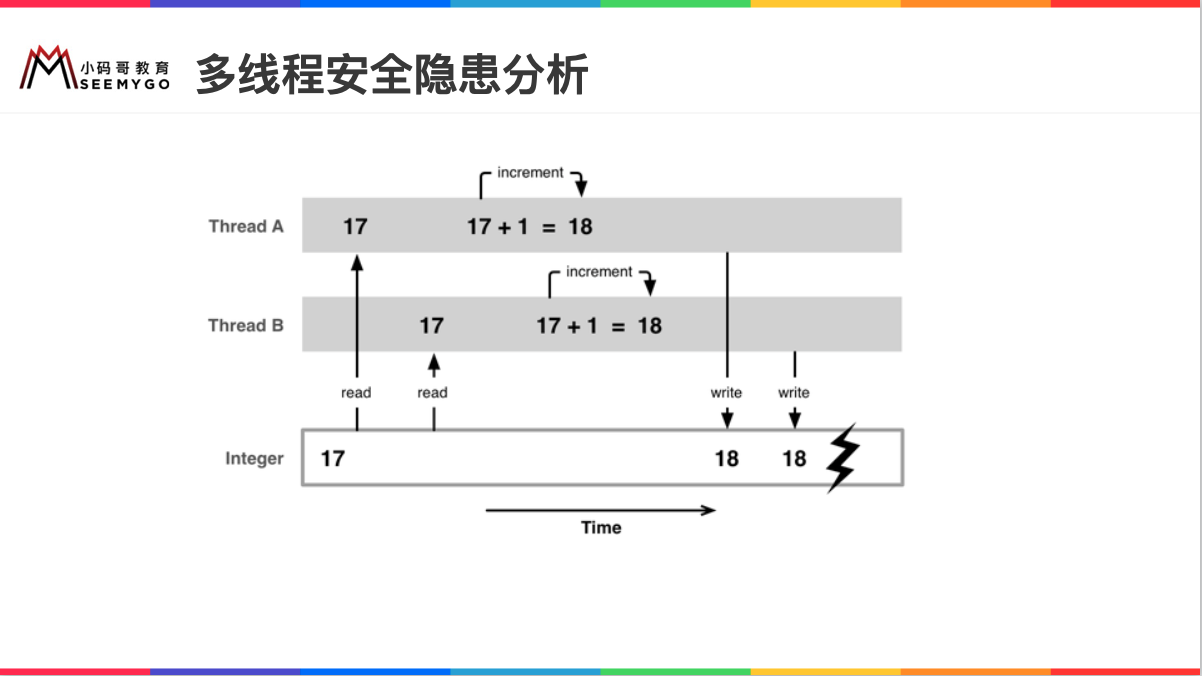 小码哥教育
SEEMYGO
多线程安全隐患分析
increment
Thread A 17 17 + 1 = 18
increment
Thread B 17 17 + 1 = 18
read read write write
Integer 17 18 18
Time